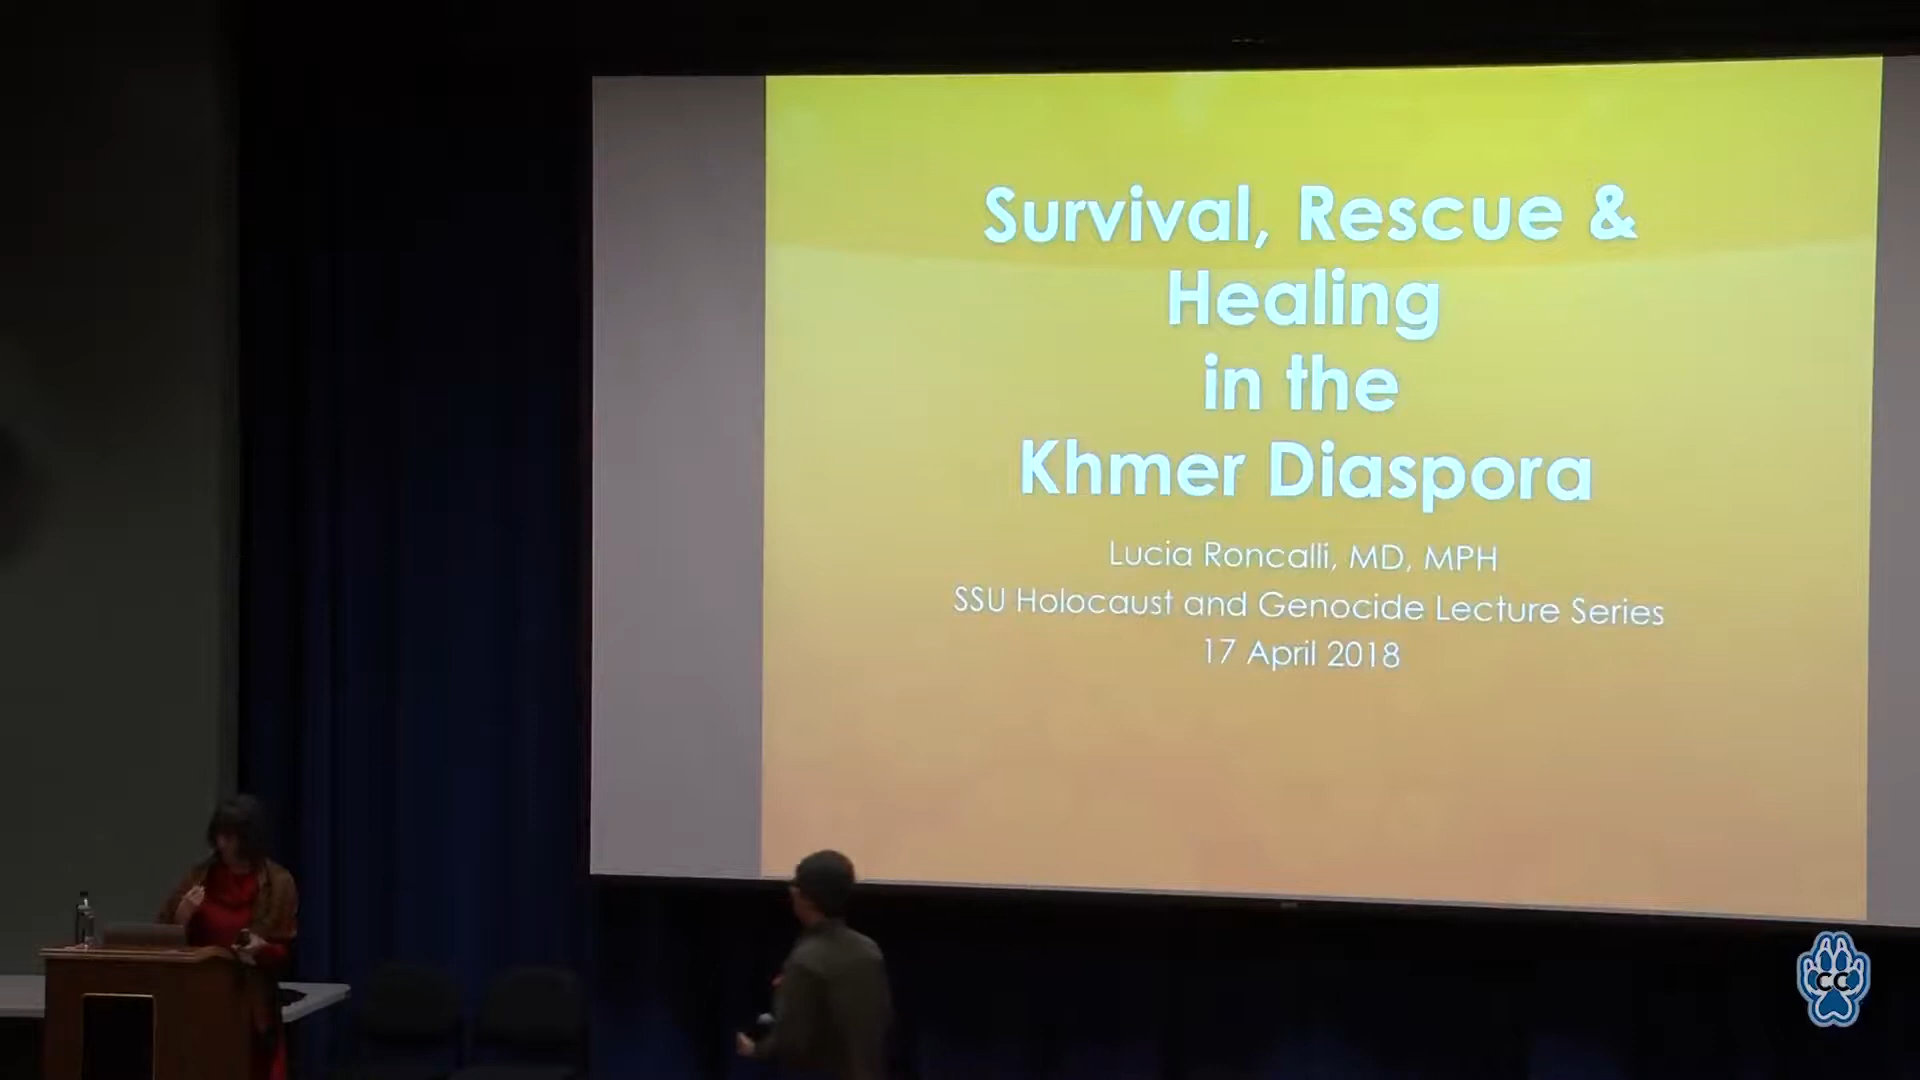 Survival, Rescue &
Healing
in the
Khmer Diaspora
Lucia Roncalli, MD, MPH
SSU Holocaust and Genocide Lecture Series
17 April 2018
CC